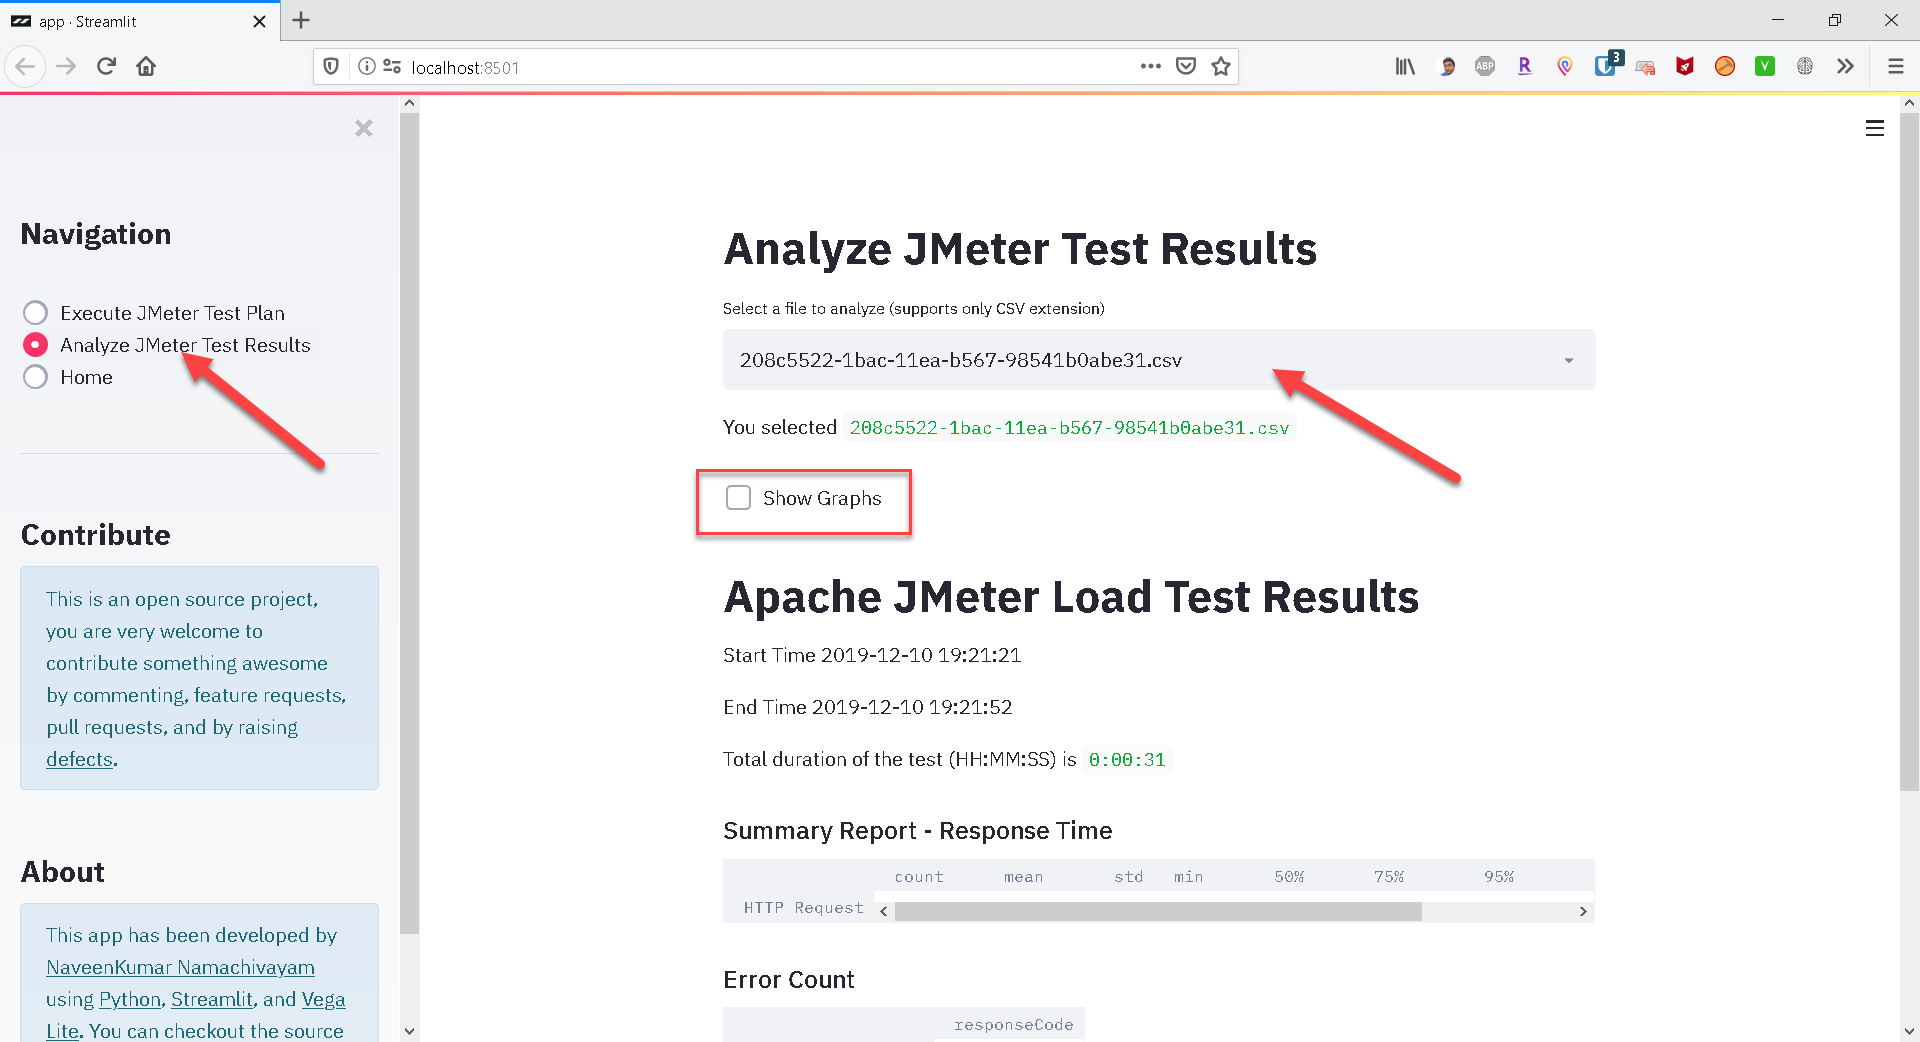 app · Streamlit
localhost:8501
ABP
R
3
V
Navigation
Execute JMeter Test Plan
Analyze JMeter Test Results
Home
Contribute
This is an open source project,
you are very welcome to
contribute something awesome
by commenting, feature requests,
pull requests, and by raising
defects.
About
This app has been developed by
NaveenKumar Namachivayam
using Python, Streamlit, and Vega
Lite. You can checkout the source
Analyze JMeter Test Results
Select a file to analyze (supports only CSV extension)
208c5522-1bac-11ea-b567-98541b0abe31.csv
You selected 208c5522-1bac-11ea-b567-98541b0abe31.csv
Show Graphs
Apache JMeter Load Test Results
Start Time 2019-12-10 19:21:21
End Time 2019-12-10 19:21:52
Total duration of the test (HH:MM:SS) is 0:00:31
Summary Report - Response Time
count mean std min 50% 75% 95%
HTTP Request
Error Count
responseCode